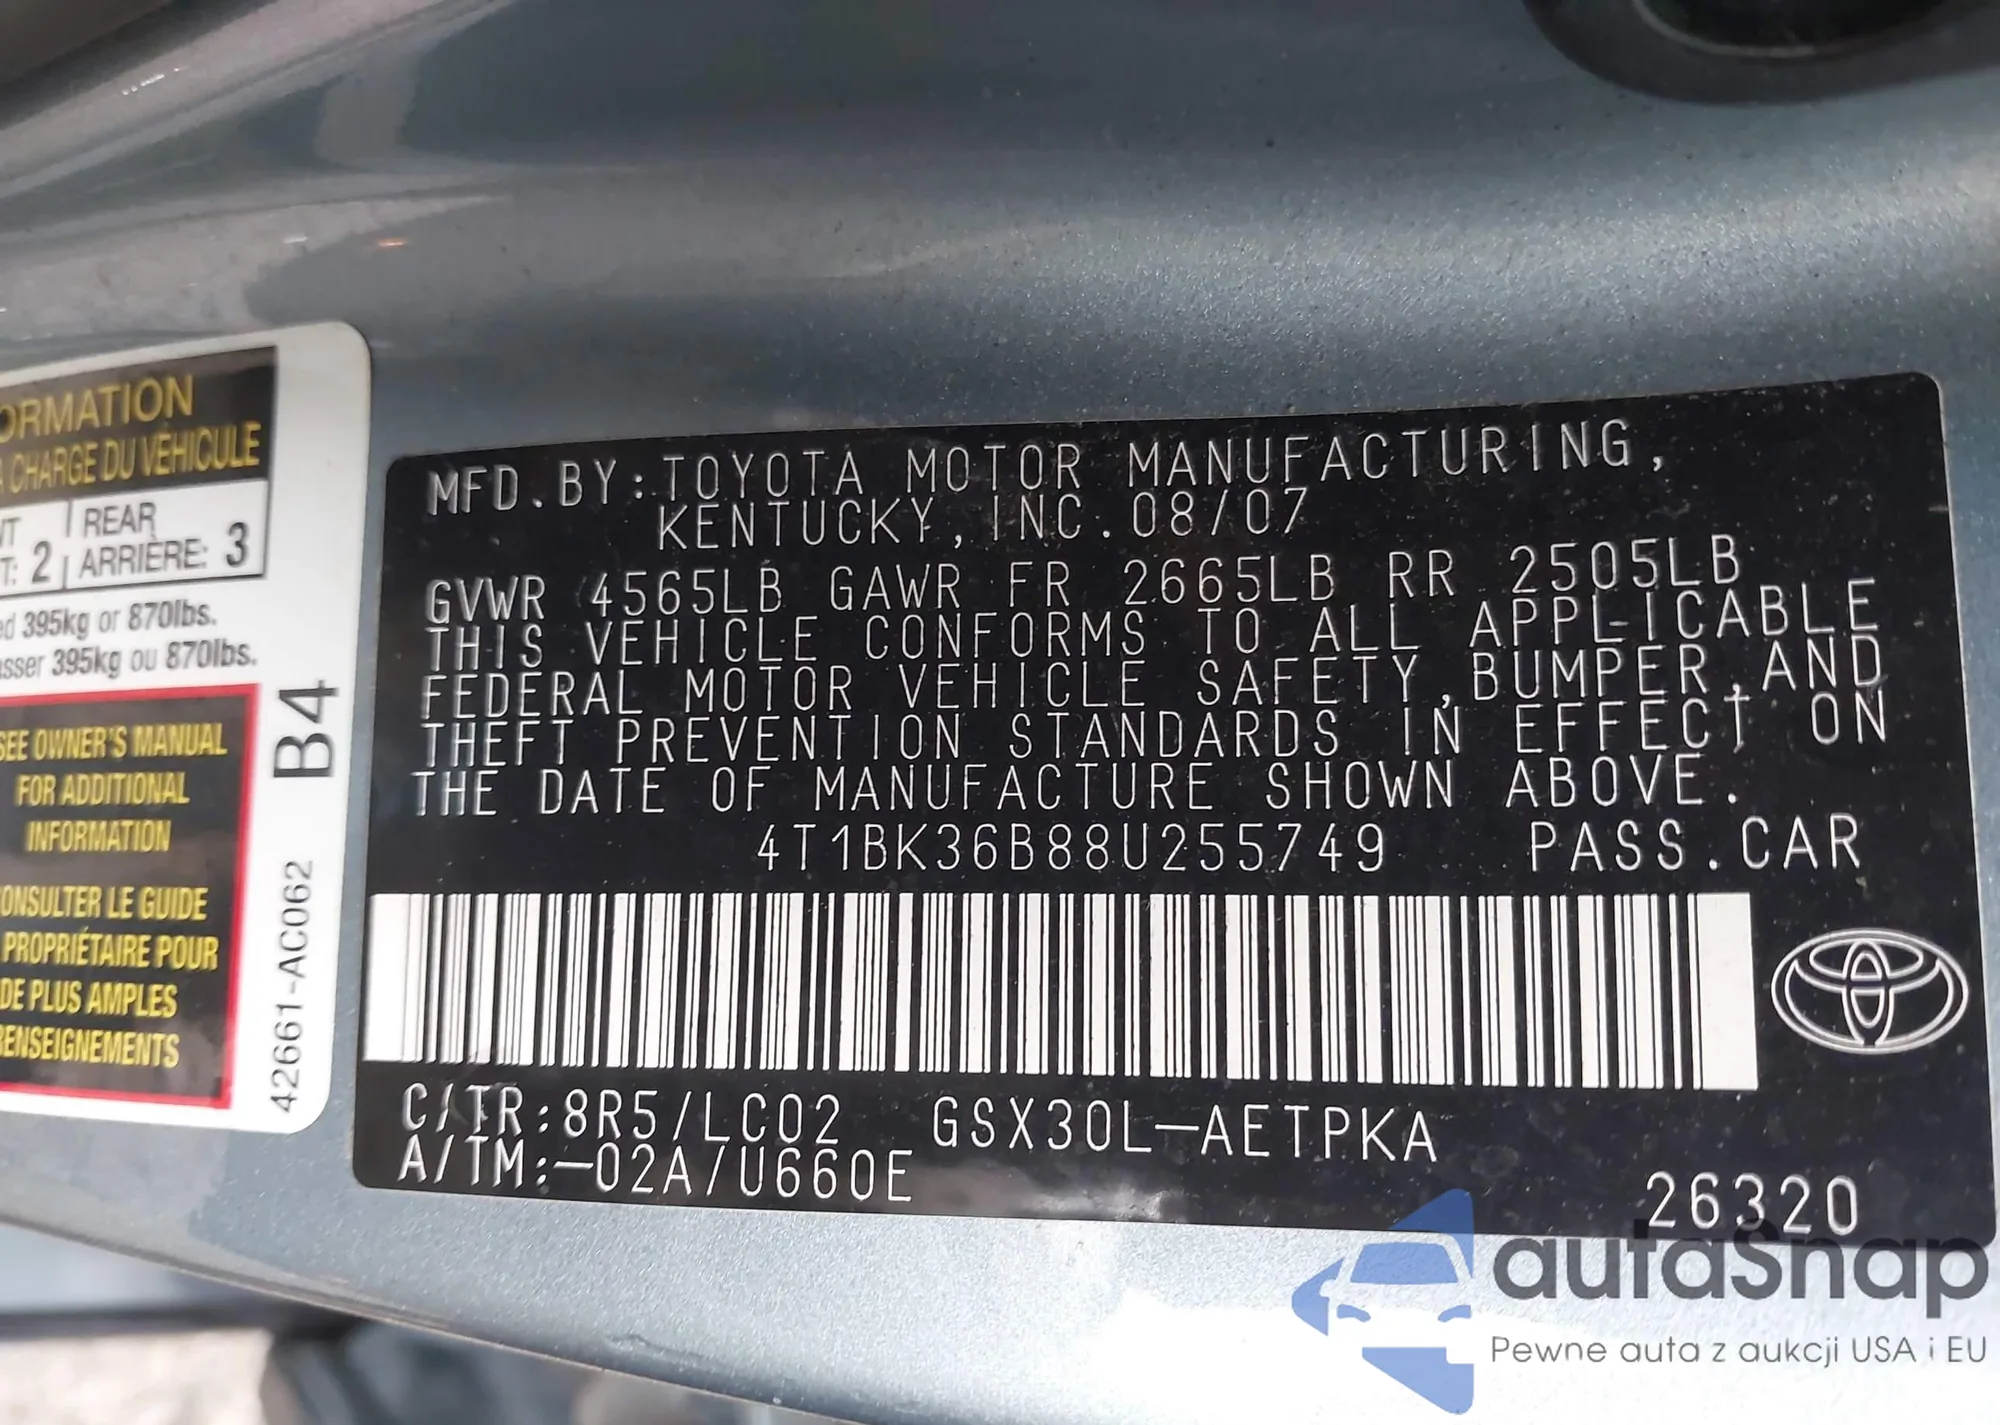 ORMATION
A CHARGE DU VÉHICULE
NT REAR
T: 2 ARRIÈRE: 3
ed 395kg or 870lbs.
asser 395kg ou 870lbs.
SEE OWNER'S MANUAL
FOR ADDITIONAL
INFORMATION
ONSULTER LE GUIDE
PROPRIÉTAIRE POUR
DE PLUS AMPLES
RENSEIGNEMENTS
B4
42661-AC062
MFD.BY:TOYOTA MOTOR MANUFACTURING,
KENTUCKY, INC.08/07
GVWR 4565LB GAWR FR 2665LB RR 2505LB
THIS VEHICLE CONFORMS TO ALL APPLICABLE
FEDERAL MOTOR VEHICLE SAFETY,BUMPER,AND
THEFT PREVENTION STANDARDS IN EFFECT ON
THE DATE OF MANUFACTURE SHOWN ABOVE.
4T1BK36B88U255749 PASS.CAR
C/TR:8R5/LC02 GSX30L-AETPKA
A/TM:-02A/U660E
26320
autaSnap
Pewne auta z aukcji USA i EU